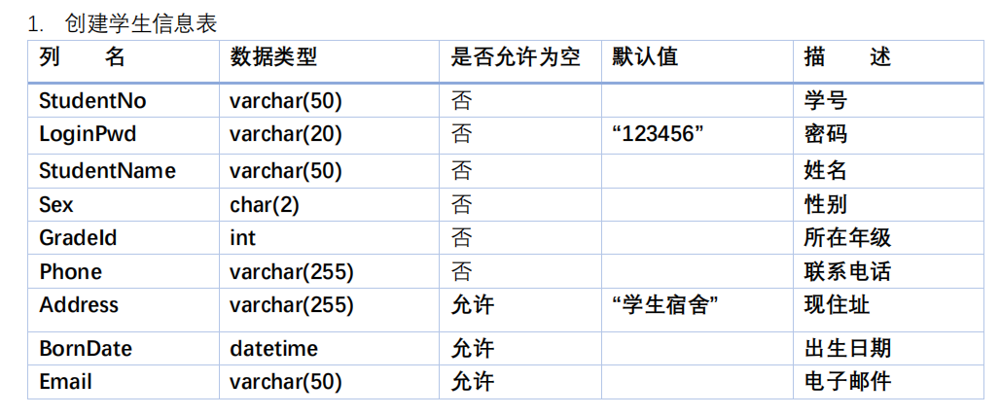 1. 创建学生信息表
列 名 数据类型 是否允许为空 默认值 描 述
StudentNo varchar(50) 否 学号
LoginPwd varchar(20) 否 “123456” 密码
StudentName varchar(50) 否 姓名
Sex char(2) 否 性别
GradeId int 否 所在年级
Phone varchar(255) 否 联系电话
Address varchar(255) 允许 “学生宿舍” 现住址
BornDate datetime 允许 出生日期
Email varchar(50) 允许 电子邮件